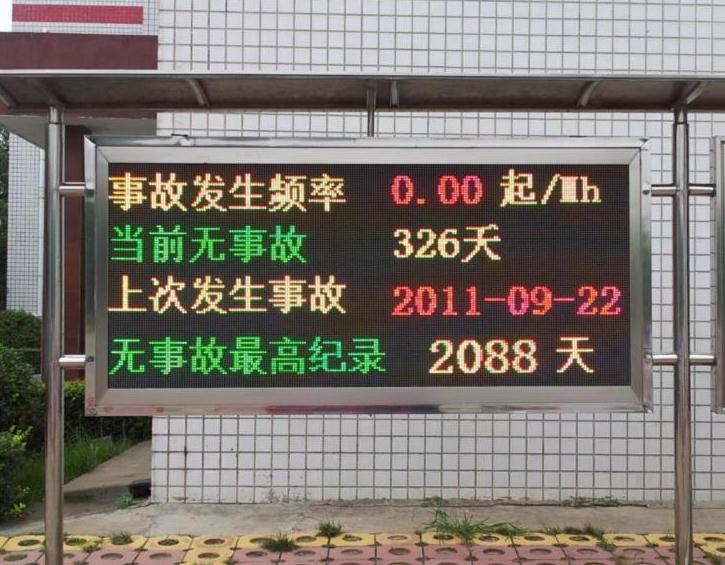 事故发生频率 0.00 起/Mh
当前无事故 326天
上次发生事故 2011-09-22
无事故最高纪录 2088 天